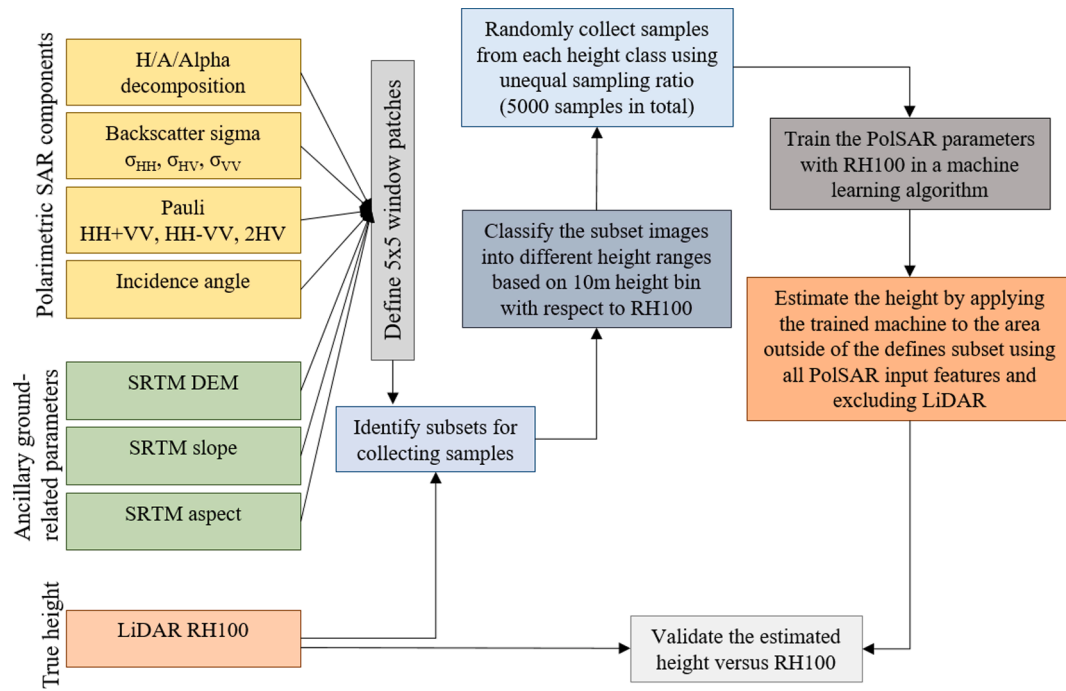 Polarimetric SAR components
H/A/Alpha
decomposition
Backscatter sigma
σHH, σHV, σVV
Pauli
HH+VV, HH-VV, 2HV
Incidence angle
Ancillary ground-
related parameters
SRTM DEM
SRTM slope
SRTM aspect
True height
LiDAR RH100
Define 5x5 window patches
Identify subsets for
collecting samples
Classify the subset images
into different height ranges
based on 10m height bin
with respect to RH100
Randomly collect samples
from each height class using
unequal sampling ratio
(5000 samples in total)
Train the PolSAR parameters
with RH100 in a machine
learning algorithm
Estimate the height by applying
the trained machine to the area
outside of the defines subset using
all PolSAR input features and
excluding LiDAR
Validate the estimated
height versus RH100